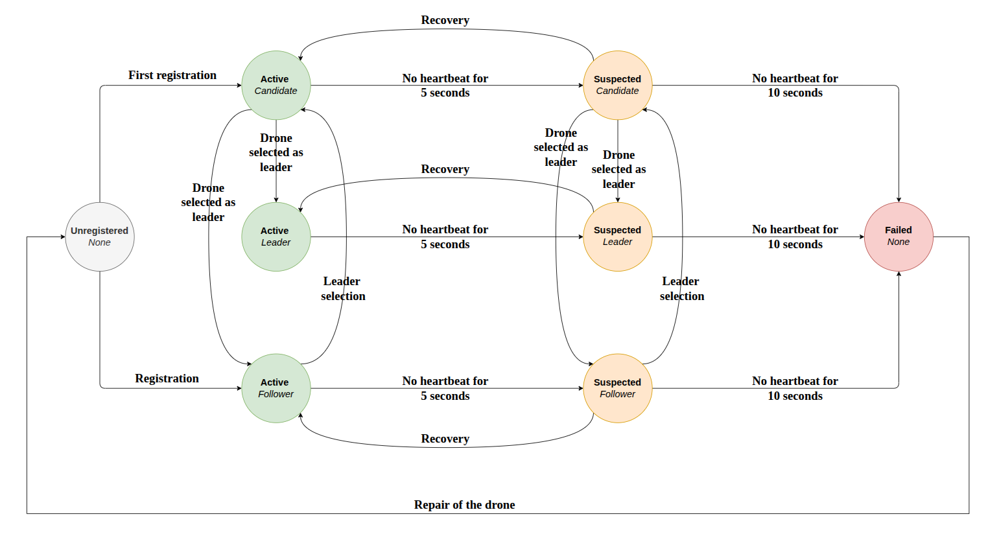 Recovery
First registration
Active
Candidate
No heartbeat for
5 seconds
Suspected
Candidate
No heartbeat for
10 seconds
Drone
selected as
leader
Drone
selected as
leader
Drone
selected as
leader
Drone
selected as
leader
Recovery
Unregistered
None
Active
Leader
No heartbeat for
5 seconds
Suspected
Leader
No heartbeat for
10 seconds
Failed
None
Leader
selection
Leader
selection
Registration
Active
Follower
No heartbeat for
5 seconds
Suspected
Follower
No heartbeat for
10 seconds
Recovery
Repair of the drone